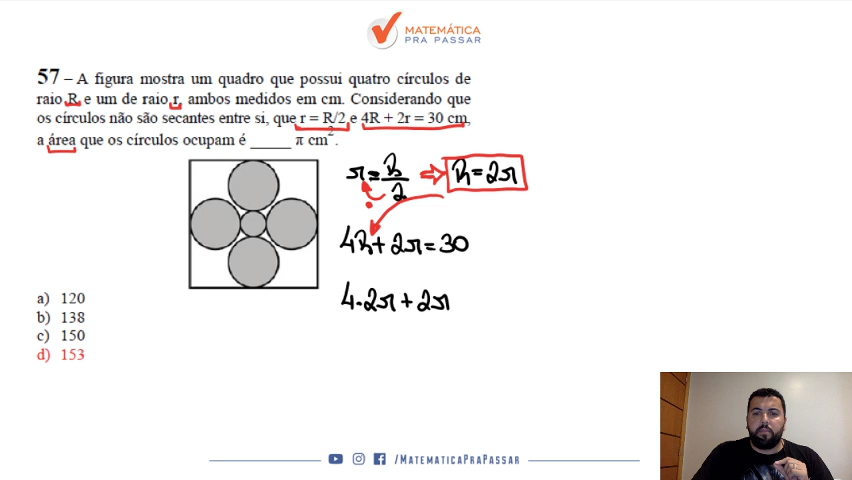 MATEMÁTICA
PRA PASSAR
57 – A figura mostra um quadro que possui quatro círculos de
raio R e um de raio r, ambos medidos em cm. Considerando que
os círculos não são secantes entre si, que r = R/2 e 4R + 2r = 30 cm,
a área que os círculos ocupam é _____ π cm².
r = R/2 ⇒ R = 2r
4R + 2r = 30
4·2r + 2r
a) 120
b) 138
c) 150
d) 153
/MATEMATICAPRAPASSAR